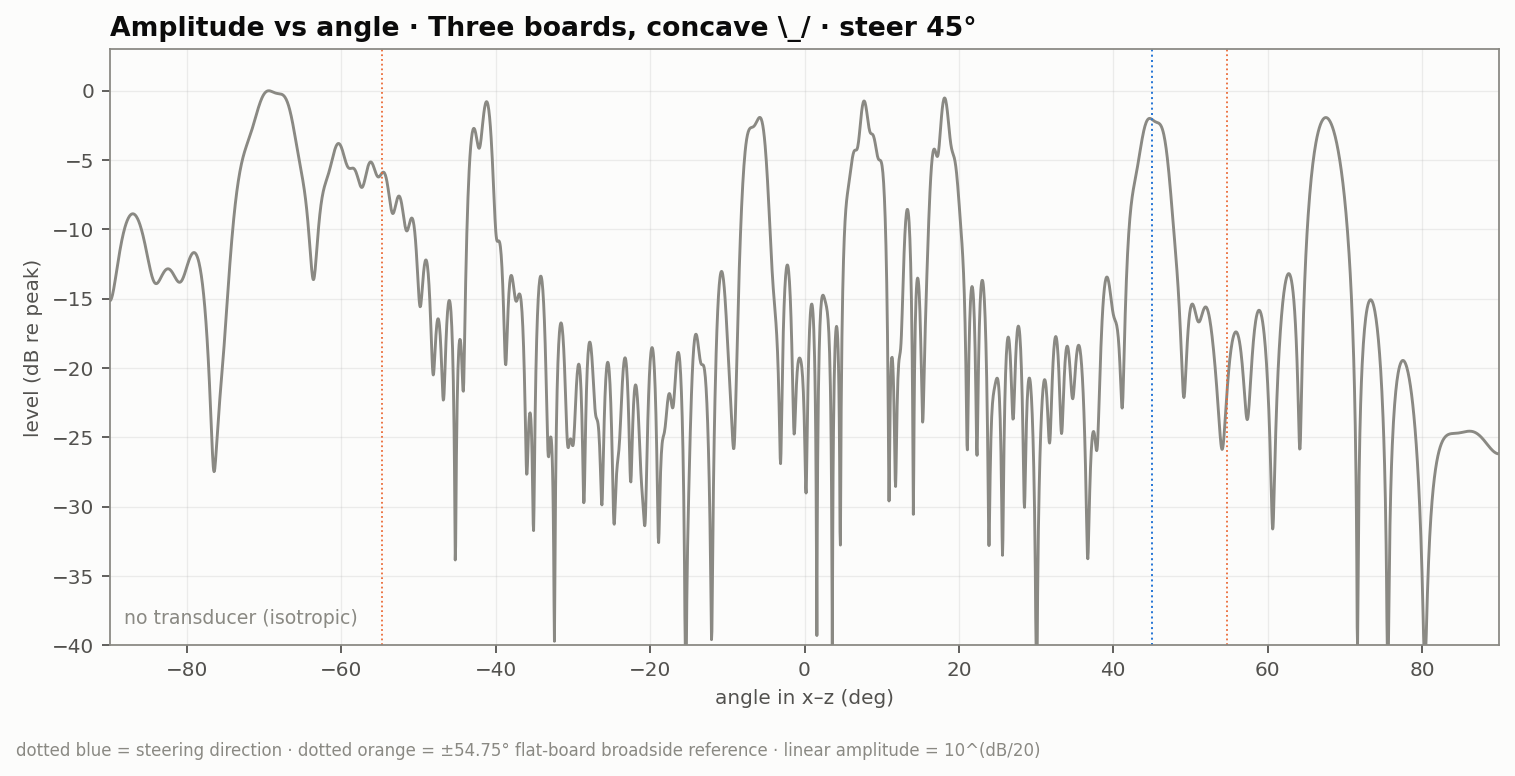 Amplitude vs angle · Three boards, concave \_/ · steer 45°
0
−5
−10
−15
−20
−25
−30
−35
−40
level (dB re peak)
no transducer (isotropic)
−80 −60 −40 −20 0 20 40 60 80
angle in x–z (deg)
dotted blue = steering direction · dotted orange = ±54.75° flat-board broadside reference · linear amplitude = 10^(dB/20)